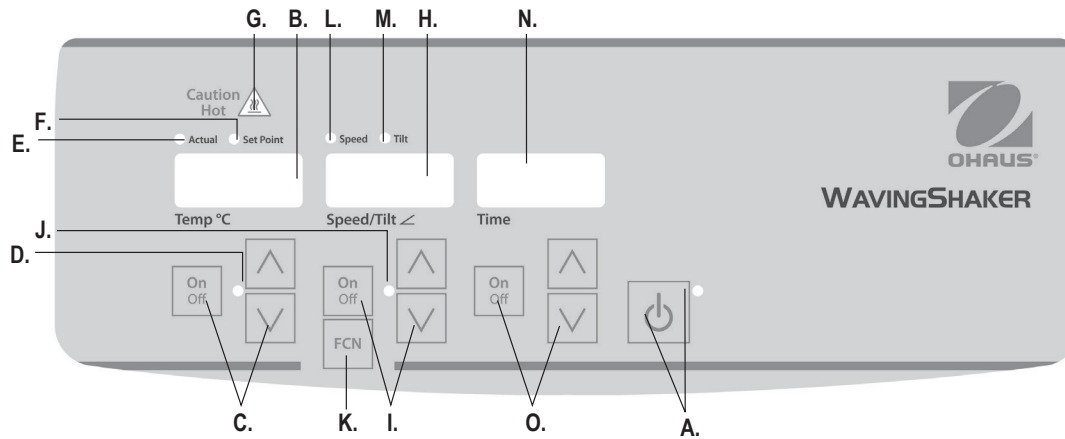 G. B. L. M. H. N.
Caution
Hot
F.
E.
Actual Set Point Speed Tilt
OHAUS®
WAVINGSHAKER
Temp °C Speed/Tilt ∠ Time
J.
D.
On
Off
On
Off
On
Off
FCN
C. K. I. O. A.